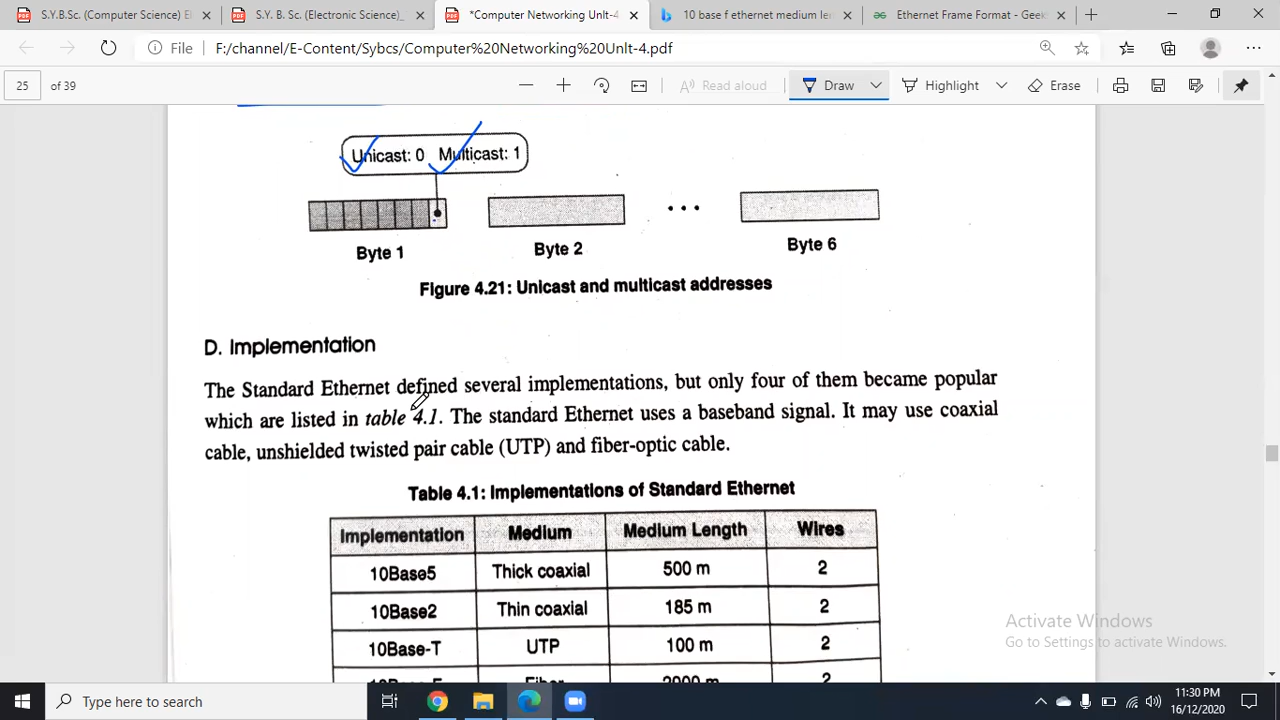 S.Y.B.Sc. (Computer Science)
S.Y. B. Sc. (Electronic Science)_
*Computer Networking Unlt-4
10 base f ethernet medium le
Ethernet Frame Format - Geek
File
F:/channel/E-Content/Sybcs/Computer%20Networking%20Unlt-4.pdf
25 of 39
Read aloud
Draw
Highlight
Erase
Unicast: 0 Multicast: 1
Byte 1
Byte 2
Byte 6
Figure 4.21: Unicast and multicast addresses
D. Implementation
The Standard Ethernet defined several implementations, but only four of them became popular
which are listed in table 4.1. The standard Ethernet uses a baseband signal. It may use coaxial
cable, unshielded twisted pair cable (UTP) and fiber-optic cable.
Table 4.1: Implementations of Standard Ethernet
Implementation Medium Medium Length Wires
10Base5 Thick coaxial 500 m 2
10Base2 Thin coaxial 185 m 2
10Base-T UTP 100 m 2
Fiber 2000 m 2
Activate Windows
Go to Settings to activate Windows.
Type here to search
11:30 PM
16/12/2020